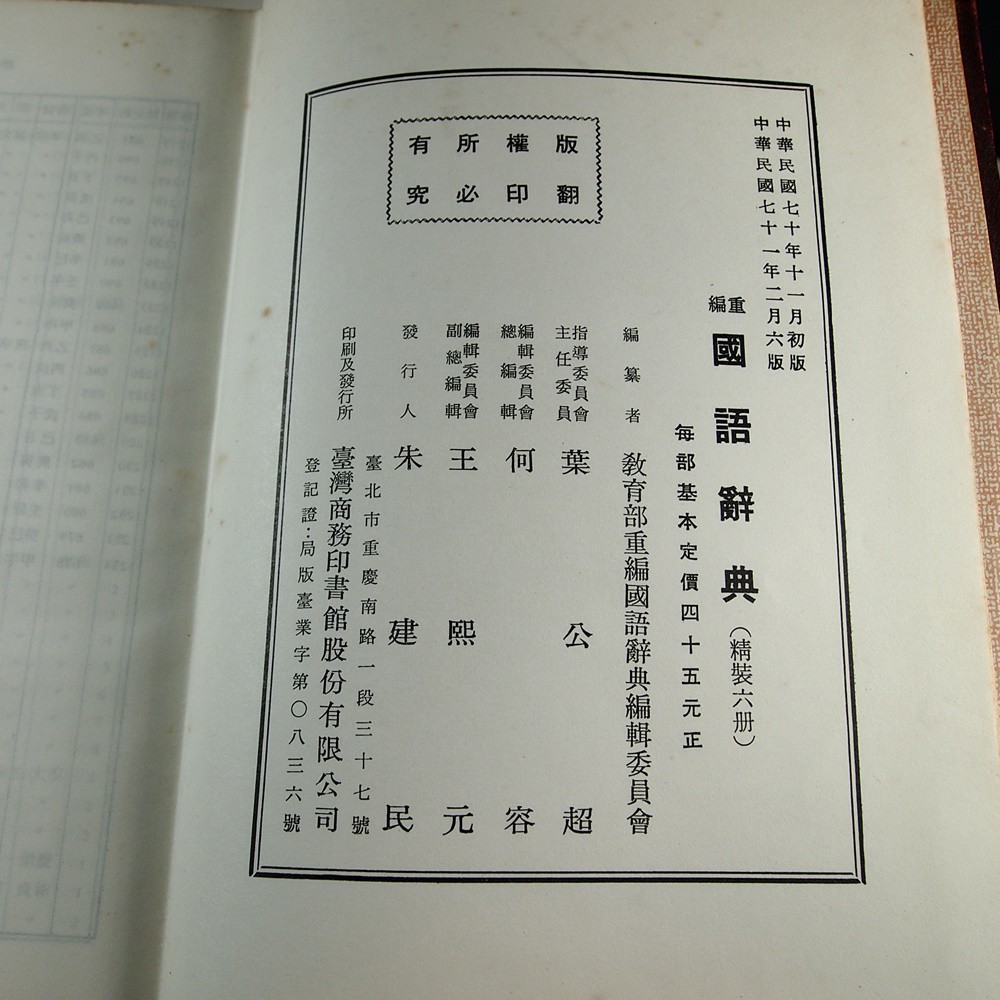 中華民國七十年十一月初版
中華民國七十一年二月六版
重編
國語辭典（精裝六册）
每部基本定價四十五元正
編纂者 教育部重編國語辭典編輯委員會
指導委員會主任委員 葉公超
編輯委員會總編輯 何容
編輯委員會副總編輯 王熙元
發行人 朱建民
臺北市重慶南路一段三十七號
印刷及發行所 臺灣商務印書館股份有限公司
登記證：局版臺業字第〇八三六號
版權所有
翻印必究